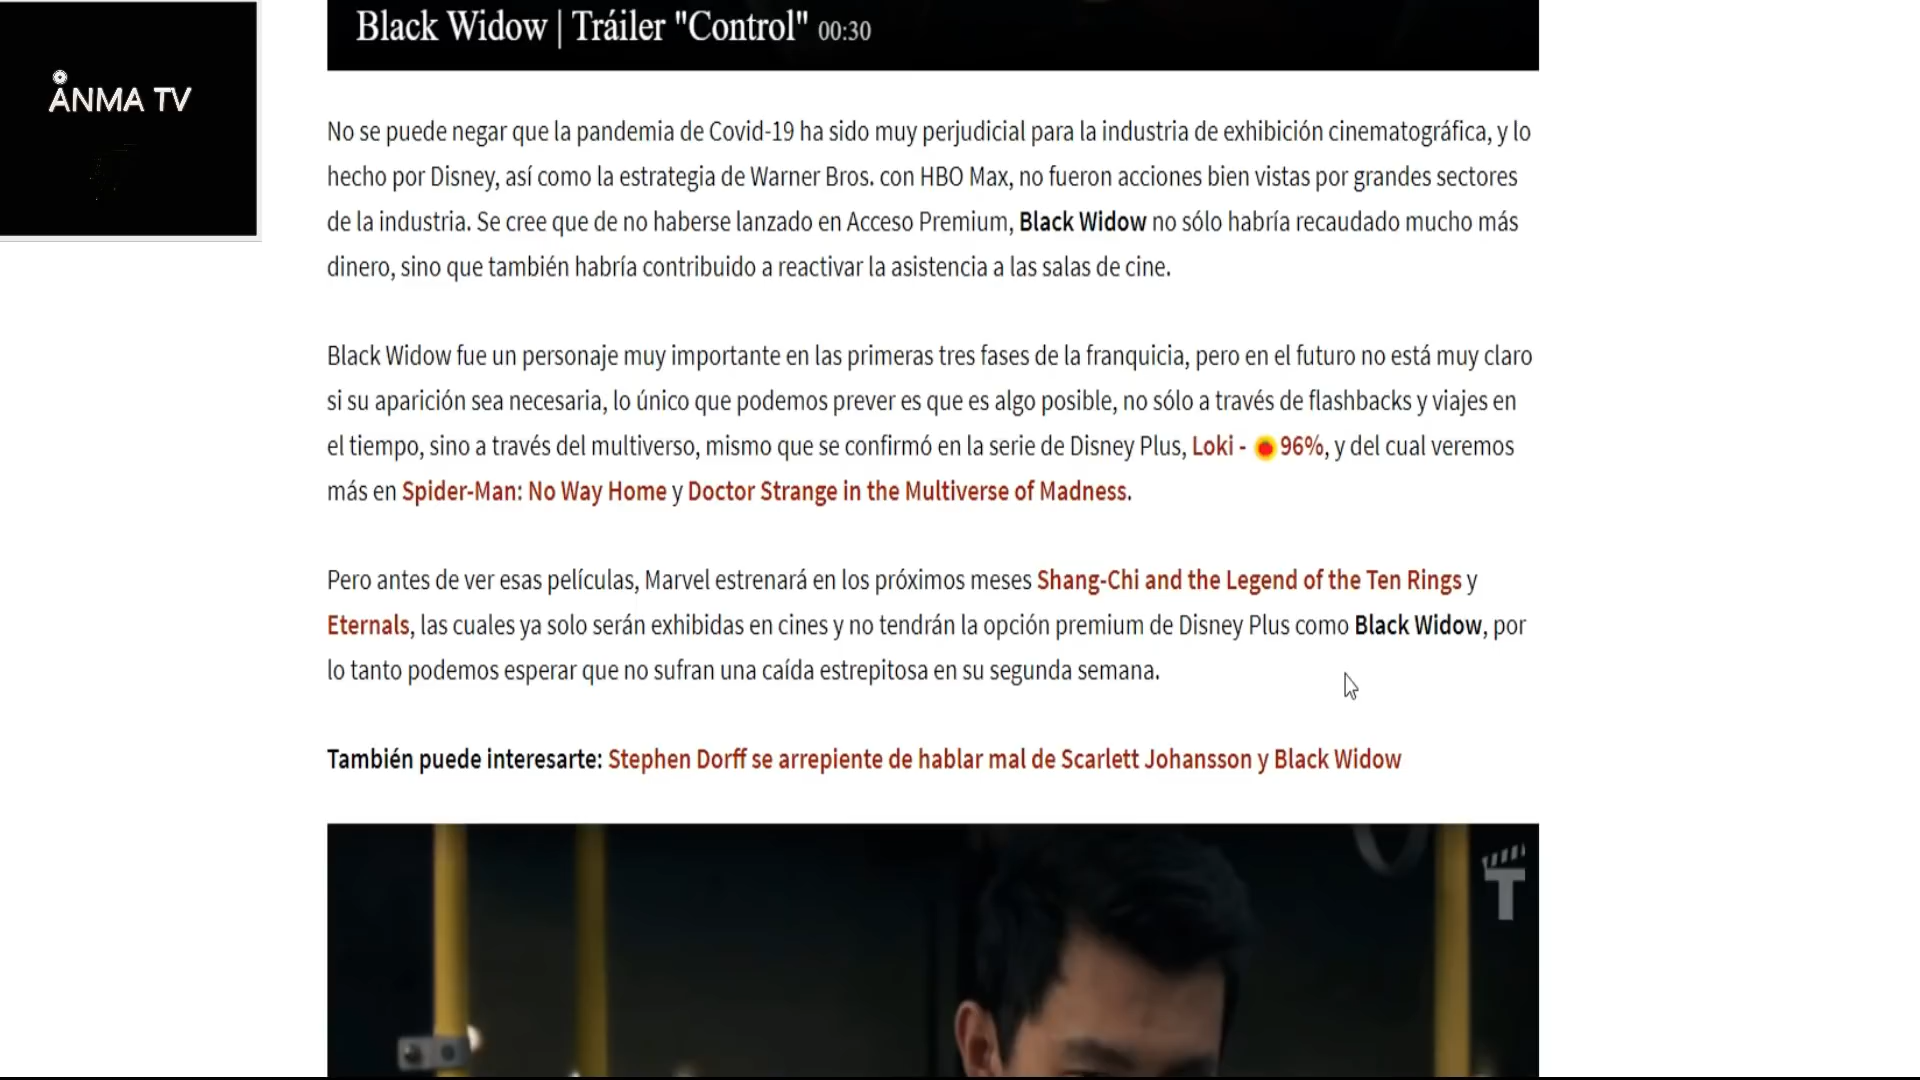 Black Widow | Tráiler "Control" 00:30
ANMA TV
No se puede negar que la pandemia de Covid-19 ha sido muy perjudicial para la industria de exhibición cinematográfica, y lo
hecho por Disney, así como la estrategia de Warner Bros. con HBO Max, no fueron acciones bien vistas por grandes sectores
de la industria. Se cree que de no haberse lanzado en Acceso Premium, Black Widow no sólo habría recaudado mucho más
dinero, sino que también habría contribuido a reactivar la asistencia a las salas de cine.
Black Widow fue un personaje muy importante en las primeras tres fases de la franquicia, pero en el futuro no está muy claro
si su aparición sea necesaria, lo único que podemos prever es que es algo posible, no sólo a través de flashbacks y viajes en
el tiempo, sino a través del multiverso, mismo que se confirmó en la serie de Disney Plus, Loki - 96%, y del cual veremos
más en Spider-Man: No Way Home y Doctor Strange in the Multiverse of Madness.
Pero antes de ver esas películas, Marvel estrenará en los próximos meses Shang-Chi and the Legend of the Ten Rings y
Eternals, las cuales ya solo serán exhibidas en cines y no tendrán la opción premium de Disney Plus como Black Widow, por
lo tanto podemos esperar que no sufran una caída estrepitosa en su segunda semana.
También puede interesarte: Stephen Dorff se arrepiente de hablar mal de Scarlett Johansson y Black Widow
T